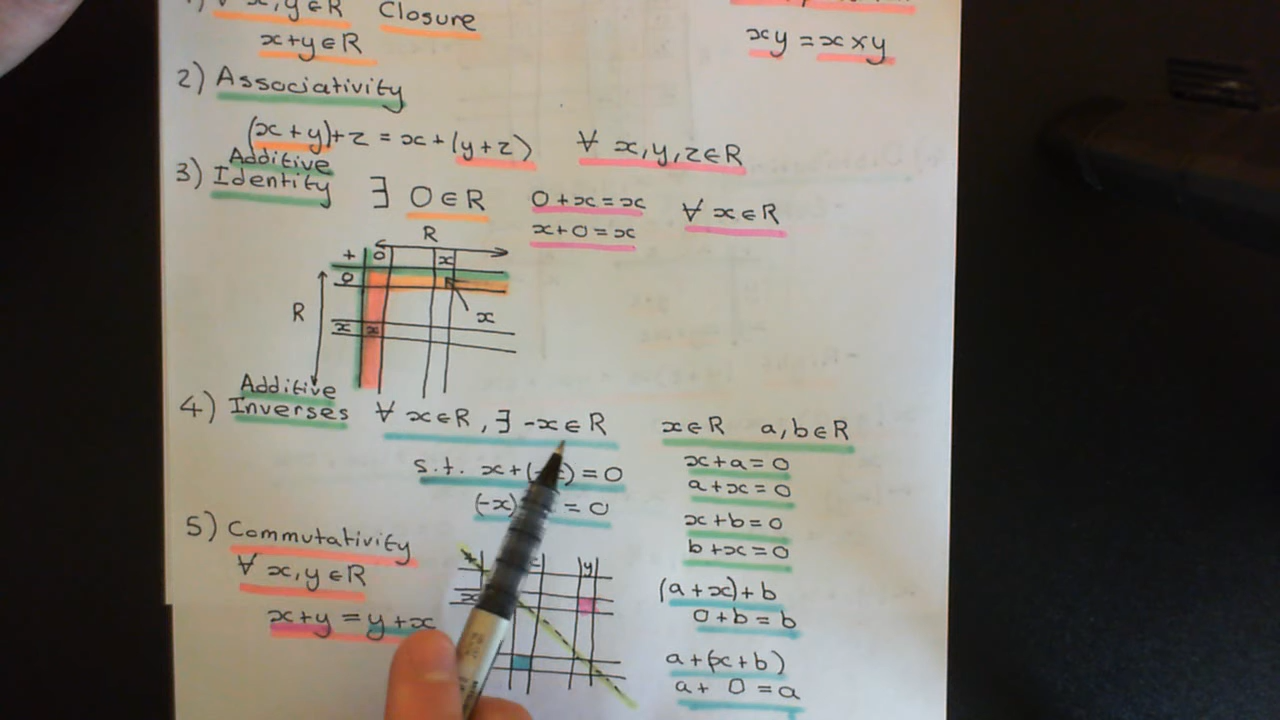 ∀ x,y∈R Closure
x+y∈R
xy = x×y
2) Associativity
(x+y)+z = x+(y+z) ∀ x,y,z∈R
3) Additive
Identity ∃ 0∈R 0+x=x ∀ x∈R
x+0=x
R
+ 0 x
0
R x
x x
4) Additive
Inverses ∀ x∈R, ∃ -x∈R
s.t. x+( ) = 0
(-x) = 0
x∈R a,b∈R
x+a=0
a+x=0
x+b=0
b+x=0
(a+x)+b
0+b=b
a+(x+b)
a+ 0 =a
5) Commutativity
∀ x,y∈R
x+y = y+x
y
x